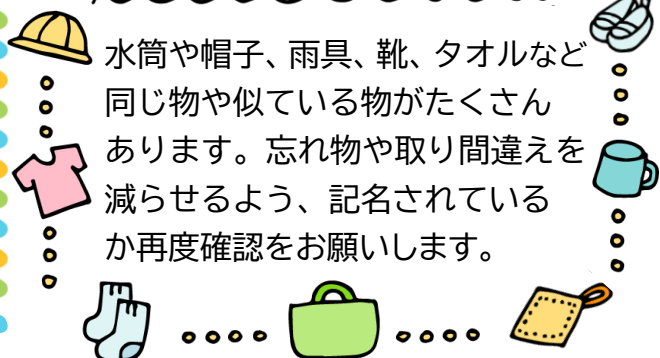 水筒や帽子、雨具、靴、タオルなど
同じ物や似ている物がたくさん
あります。忘れ物や取り間違えを
減らせるよう、記名されている
か再度確認をお願いします。